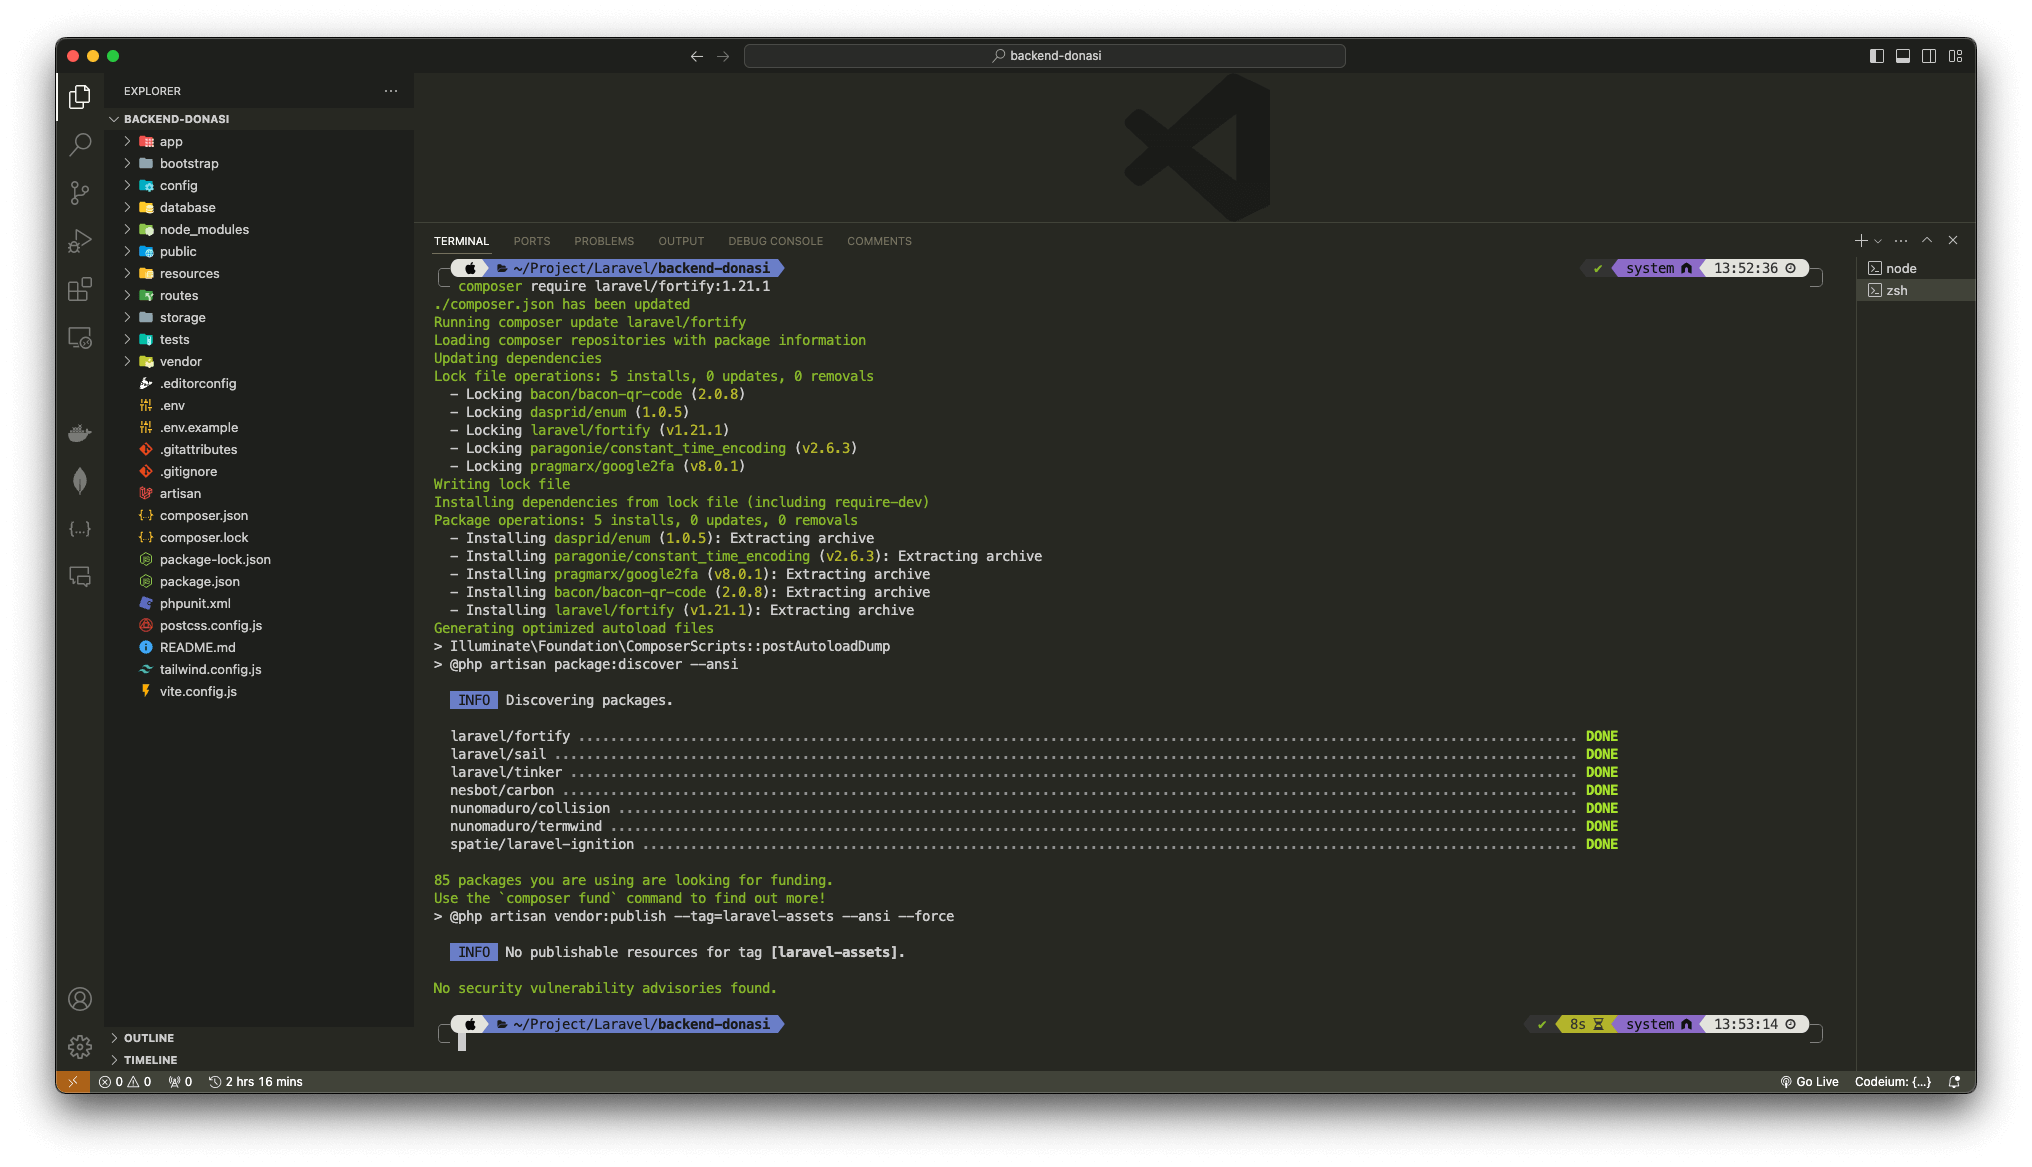 backend-donasi
EXPLORER
BACKEND-DONASI
app
bootstrap
config
database
node_modules
public
resources
routes
storage
tests
vendor
.editorconfig
.env
.env.example
.gitattributes
.gitignore
artisan
composer.json
composer.lock
package-lock.json
package.json
phpunit.xml
postcss.config.js
README.md
tailwind.config.js
vite.config.js
OUTLINE
TIMELINE
TERMINAL PORTS PROBLEMS OUTPUT DEBUG CONSOLE COMMENTS
~/Project/Laravel/backend-donasi ✔ system 13:52:36
composer require laravel/fortify:1.21.1
./composer.json has been updated
Running composer update laravel/fortify
Loading composer repositories with package information
Updating dependencies
Lock file operations: 5 installs, 0 updates, 0 removals
- Locking bacon/bacon-qr-code (2.0.8)
- Locking dasprid/enum (1.0.5)
- Locking laravel/fortify (v1.21.1)
- Locking paragonie/constant_time_encoding (v2.6.3)
- Locking pragmarx/google2fa (v8.0.1)
Writing lock file
Installing dependencies from lock file (including require-dev)
Package operations: 5 installs, 0 updates, 0 removals
- Installing dasprid/enum (1.0.5): Extracting archive
- Installing paragonie/constant_time_encoding (v2.6.3): Extracting archive
- Installing pragmarx/google2fa (v8.0.1): Extracting archive
- Installing bacon/bacon-qr-code (2.0.8): Extracting archive
- Installing laravel/fortify (v1.21.1): Extracting archive
Generating optimized autoload files
> Illuminate\Foundation\ComposerScripts::postAutoloadDump
> @php artisan package:discover --ansi
INFO Discovering packages.
laravel/fortify ........ DONE
laravel/sail ........ DONE
laravel/tinker ........ DONE
nesbot/carbon ........ DONE
nunomaduro/collision ........ DONE
nunomaduro/termwind ........ DONE
spatie/laravel-ignition ........ DONE
85 packages you are using are looking for funding.
Use the `composer fund` command to find out more!
> @php artisan vendor:publish --tag=laravel-assets --ansi --force
INFO No publishable resources for tag [laravel-assets].
No security vulnerability advisories found.
~/Project/Laravel/backend-donasi ✔ 8s system 13:53:14
node
zsh
0 0 0 2 hrs 16 mins Go Live Codeium: {...}